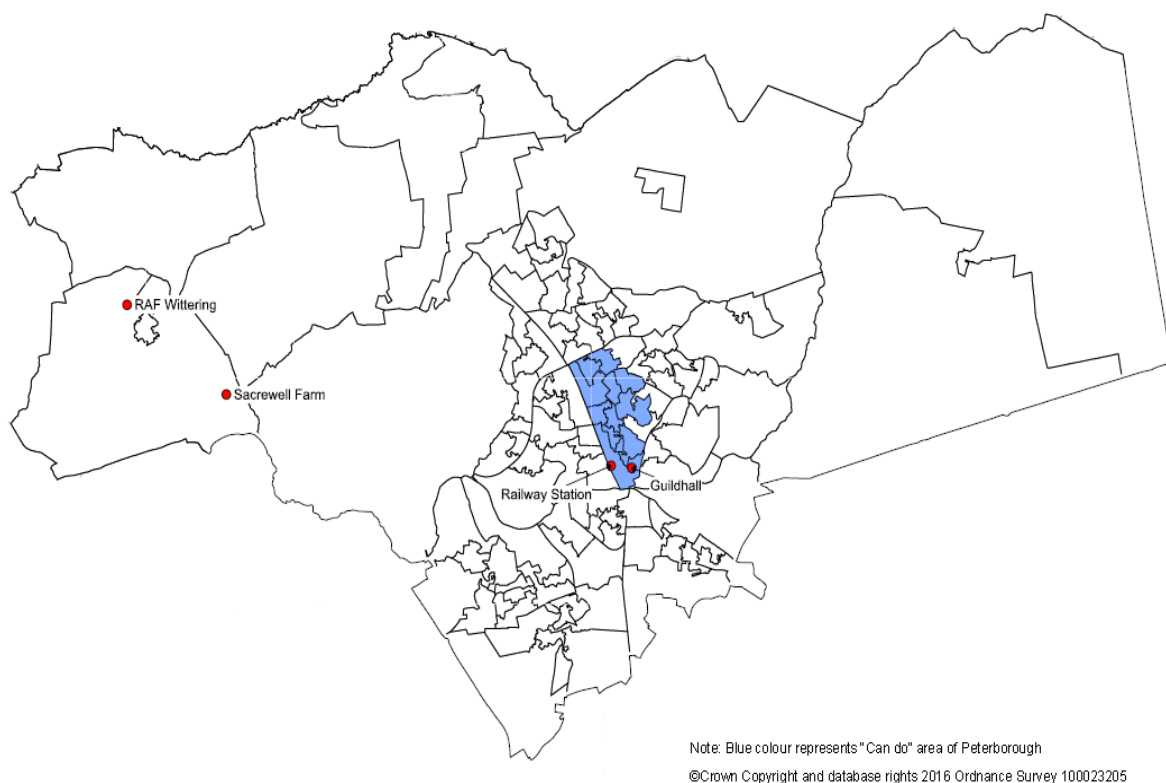 RAF Wittering
Sacrewell Farm
Railway Station
Guildhall
Note: Blue colour represents "Can do" area of Peterborough
©Crown Copyright and database rights 2016 Ordnance Survey 100023205